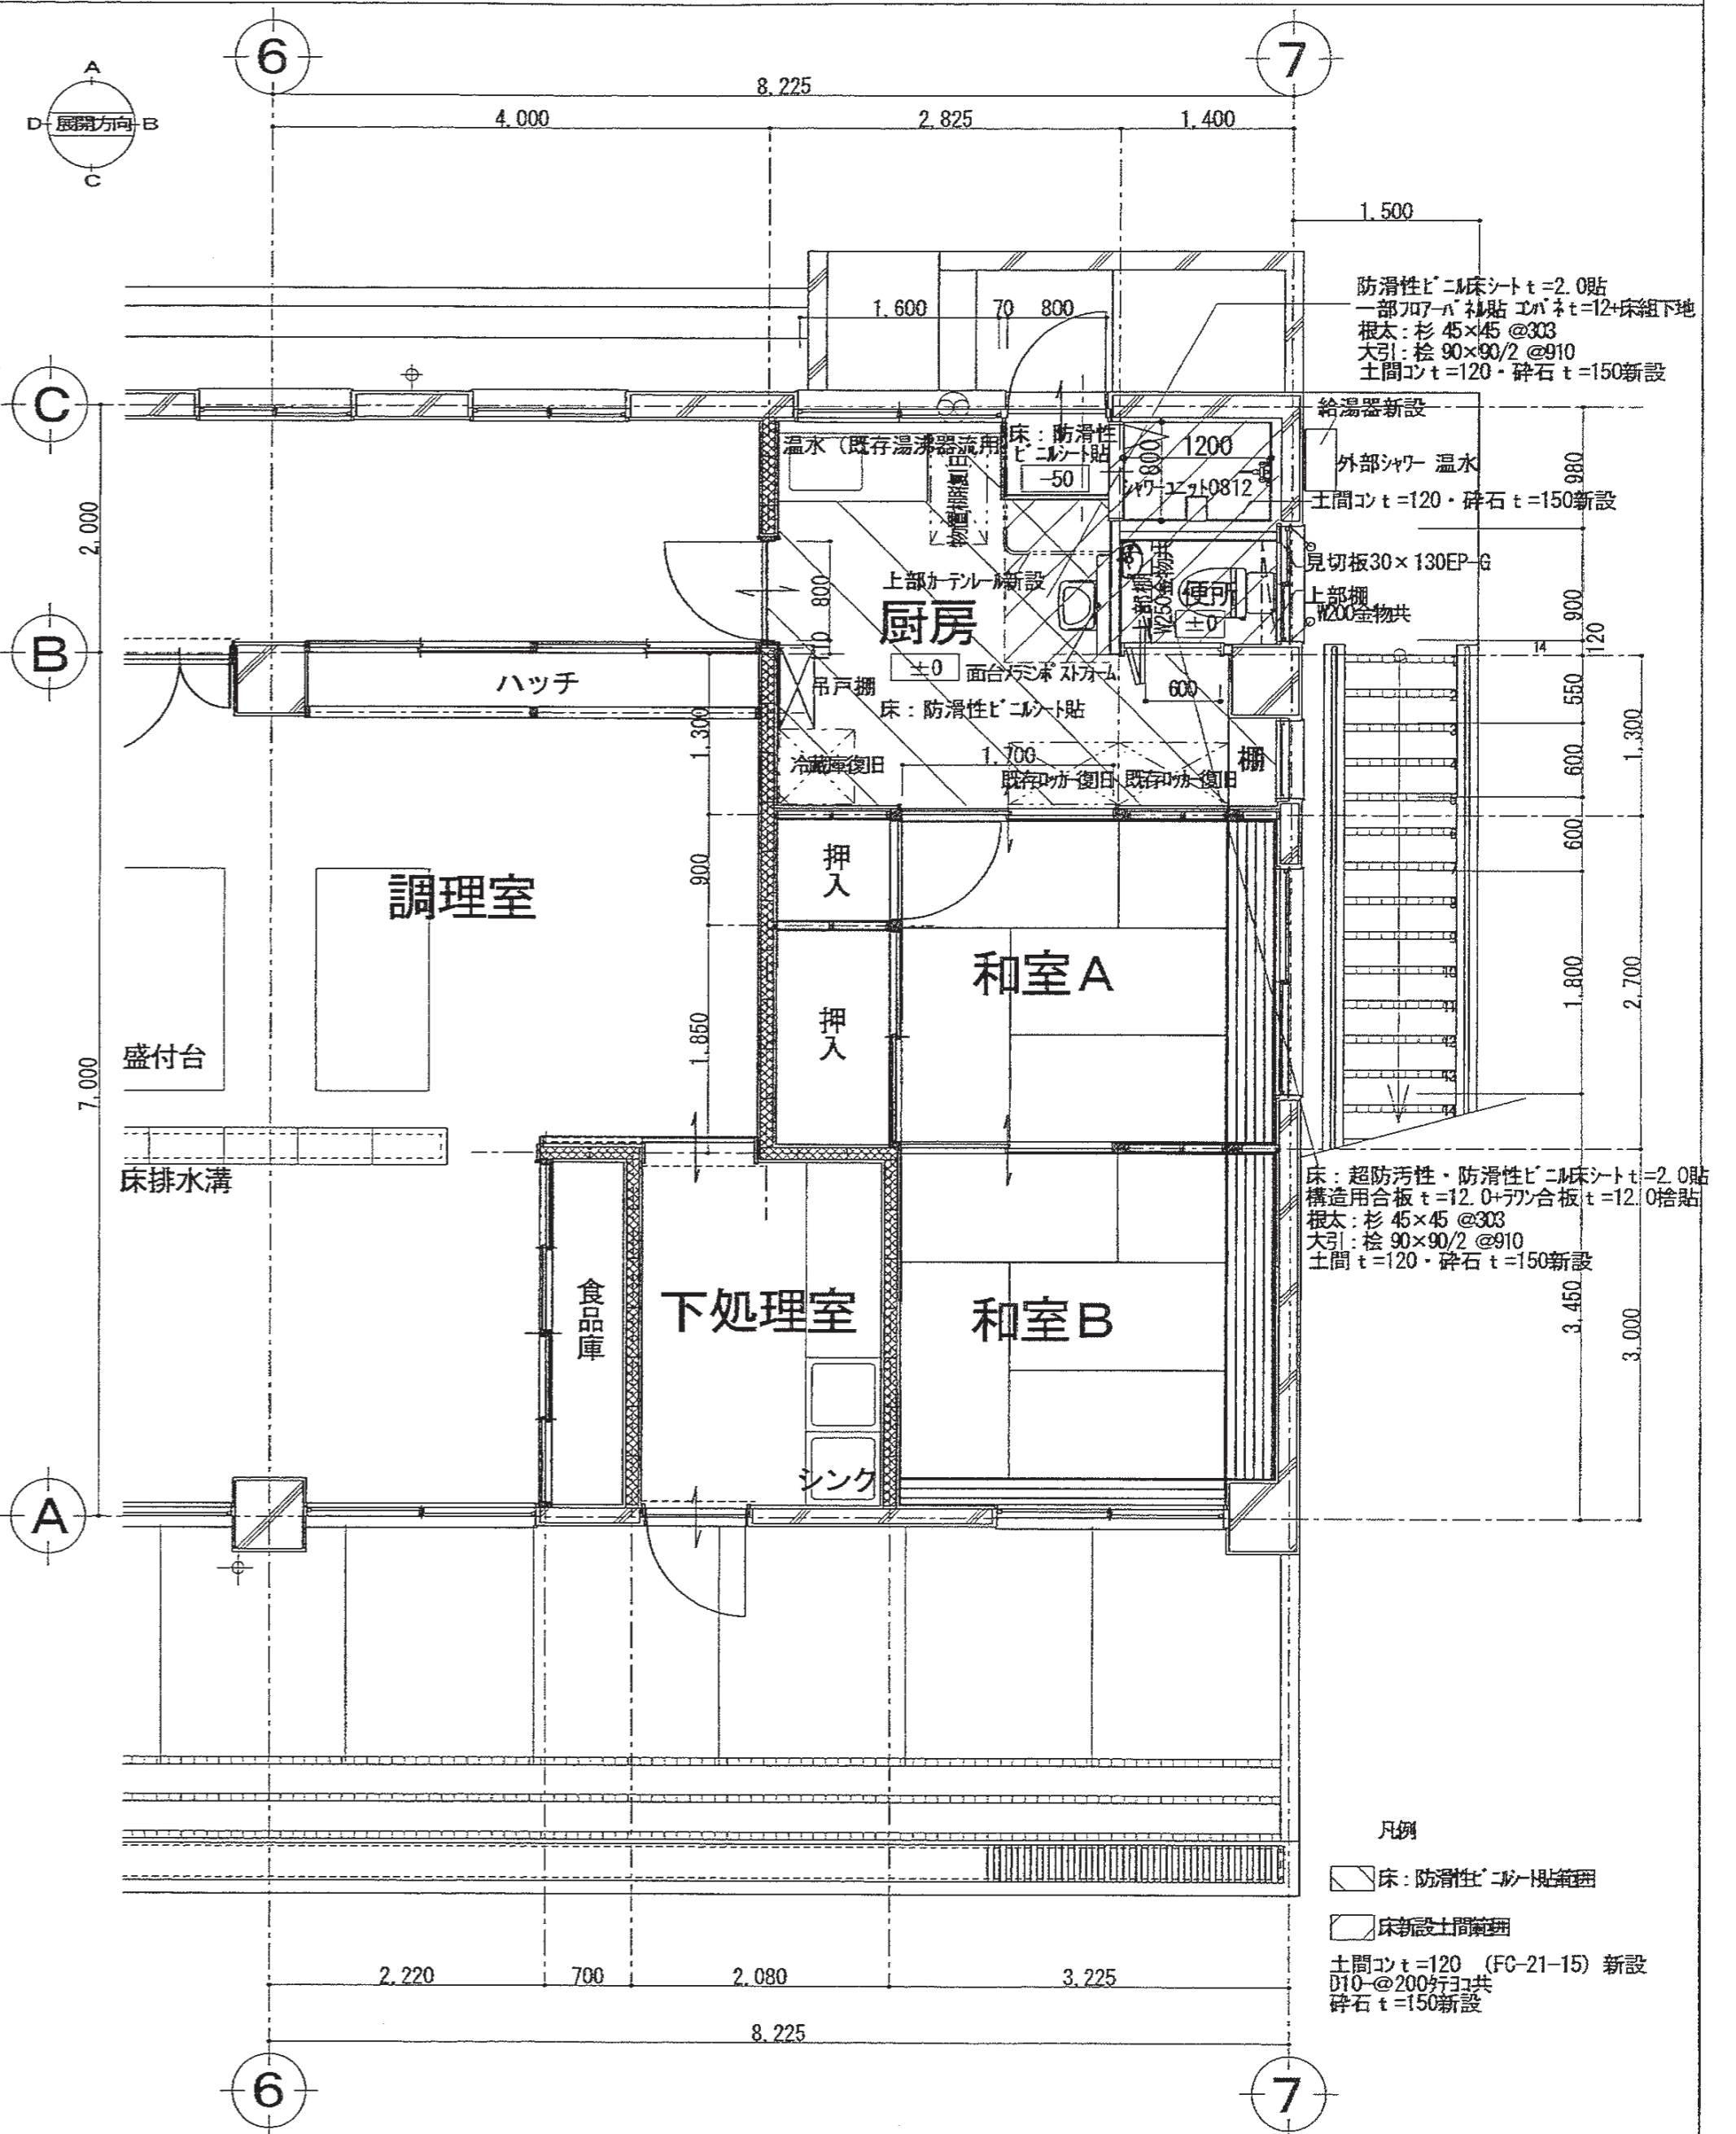 6
7
A
D 展開方向 B
C
8,225
4,000
2,825
1,400
1,500
防滑性ビニル床シート t=2.0貼
一部フロアーパネル貼 コンパネ t=12+床組下地
根太：杉 45×45 @303
大引：桧 90×90/2 @910
土間コン t=120・砕石 t=150新設
1,600
70
800
C
給湯器新設
温水（既存湯沸器流用
床：防滑性
ビニルシート貼
-50
1200
800
シャワーユニット0812
外部シャワー 温水
土間コン t=120・砕石 t=150新設
物置棚復旧
980
2,000
見切板30×130EP-G
上部カーテンレール新設
800
厨房
上部棚
W250金物共
便所
±0
上部棚
W200金物共
900
120
10
B
ハッチ
±0
面台メラミンポストフォーム
吊戸棚
床：防滑性ビニルシート貼
600
14
550
1,300
1,300
冷蔵庫復旧
1,700
既存ロッカー復旧
既存ロッカー復旧
棚
600
600
押入
900
調理室
和室A
押入
1,850
1,800
2,700
7,000
盛付台
床排水溝
床：超防汚性・防滑性ビニル床シート t=2.0貼
構造用合板 t=12.0+ラワン合板 t=12.0捨貼
根太：杉 45×45 @303
大引：桧 90×90/2 @910
土間 t=120・砕石 t=150新設
食品庫
下処理室
和室B
3,450
3,000
シンク
A
凡例
床：防滑性ビニルシート貼範囲
床新設土間範囲
土間コン t=120 (FC-21-15) 新設
D10-@200タテヨコ共
砕石 t=150新設
2,220
700
2,080
3,225
8,225
6
7